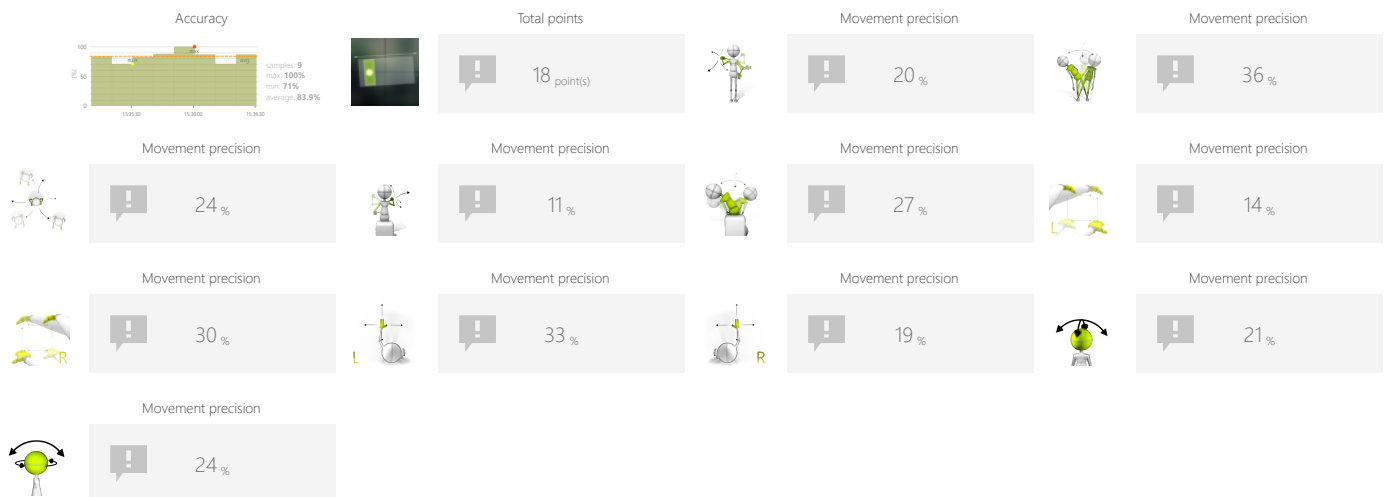 Accuracy
100
50
0
(%)
max
min
avg
15:35:30
15:36:00
15:36:30
samples: 9
max: 100%
min: 71%
average: 83.9%
Total points
18 point(s)
Movement precision
20 %
Movement precision
36 %
Movement precision
24 %
Movement precision
11 %
Movement precision
27 %
Movement precision
L
14 %
Movement precision
R
30 %
Movement precision
L
33 %
Movement precision
R
19 %
Movement precision
21 %
Movement precision
24 %